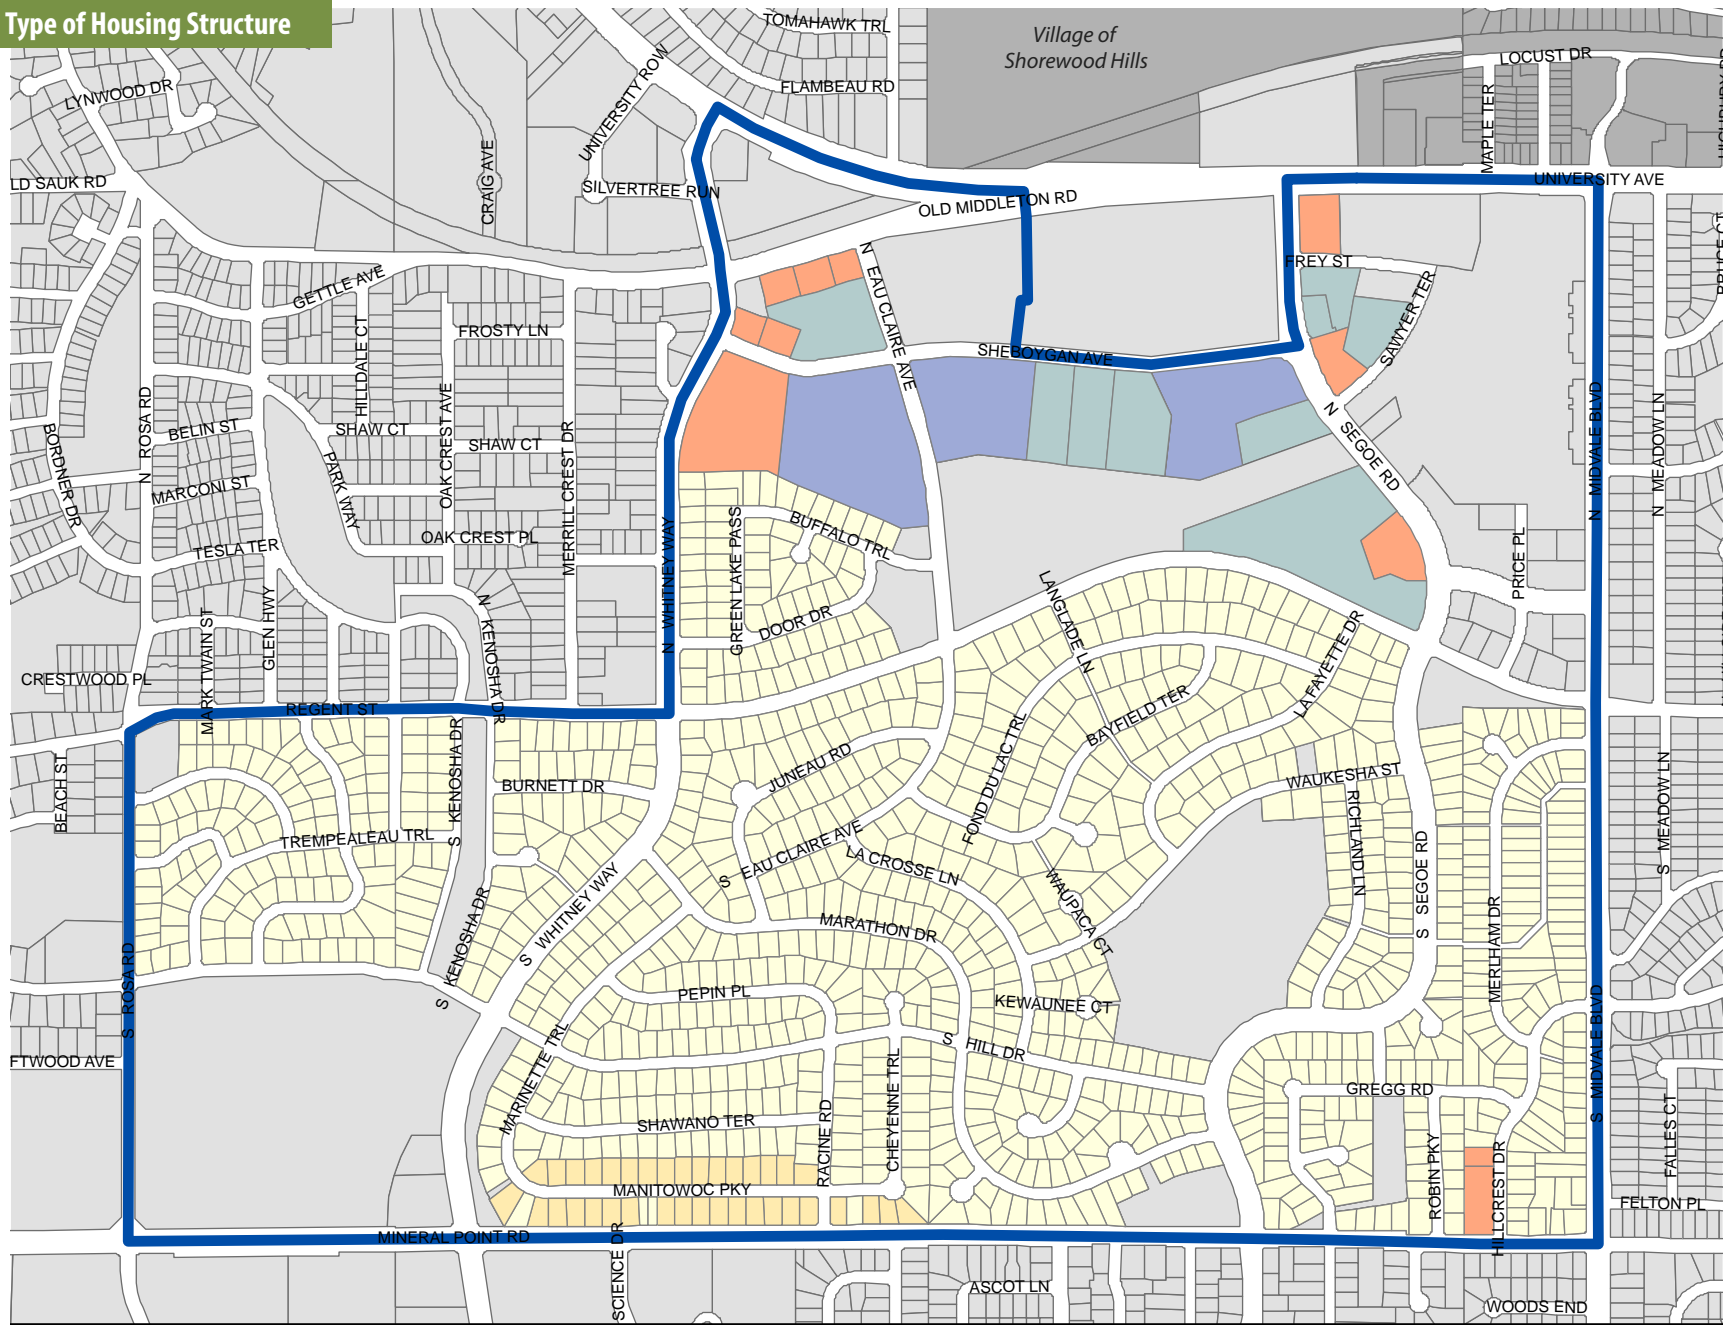 Type of Housing Structure
TOMAHAWK TRL
Village of
Shorewood Hills
LOCUST DR
FLAMBEAU RD
UNIVERSITY ROW
LYNWOOD DR
MAPLE TER
CRAIG AVE
LD SAUK RD
SILVERTREE RUN
UNIVERSITY AVE
OLD MIDDLETON RD
N EAU CLAIRE AVE
FREY ST
GETTLE AVE
SAWYER TER
FROSTY LN
HILLDALE CT
SHEBOYGAN AVE
N ROSA RD
OAK CREST AVE
BELIN ST
SHAW CT
SHAW CT
MERRILL CREST DR
N SEGOE RD
N MIDVALE BLVD
N MEADOW LN
BORDNER DR
PARK WAY
MARCONI ST
OAK CREST PL
TESLA TER
N WHITNEY WAY
GREEN LAKE PASS
BUFFALO TRL
DOOR DR
PRICE PL
LANGLADE LN
LAFAYETTE DR
MARK TWAIN ST
GLEN HWY
N KENOSHA DR
CRESTWOOD PL
REGENT ST
BAYFIELD TER
FOND DU LAC TRL
S KENOSHA DR
JUNEAU RD
BURNETT DR
BEACH ST
WAUKESHA ST
RICHLAND LN
S MEADOW LN
TREMPEALEAU TRL
S EAU CLAIRE AVE
LA CROSSE LN
S SEGOE RD
WAUPACA CT
S WHITNEY WAY
MARATHON DR
S KENOSHA DR
MERLHAM DR
S ROSA RD
PEPIN PL
KEWAUNEE CT
S HILL DR
S MIDVALE BLVD
FTWOOD AVE
MARINETTE TRL
GREGG RD
SHAWANO TER
RACINE RD
CHEYENNE TRL
FALLES CT
ROBIN PKY
HILLCREST DR
MANITOWOC PKY
FELTON PL
MINERAL POINT RD
SCIENCE DR
ASCOT LN
WOODS END